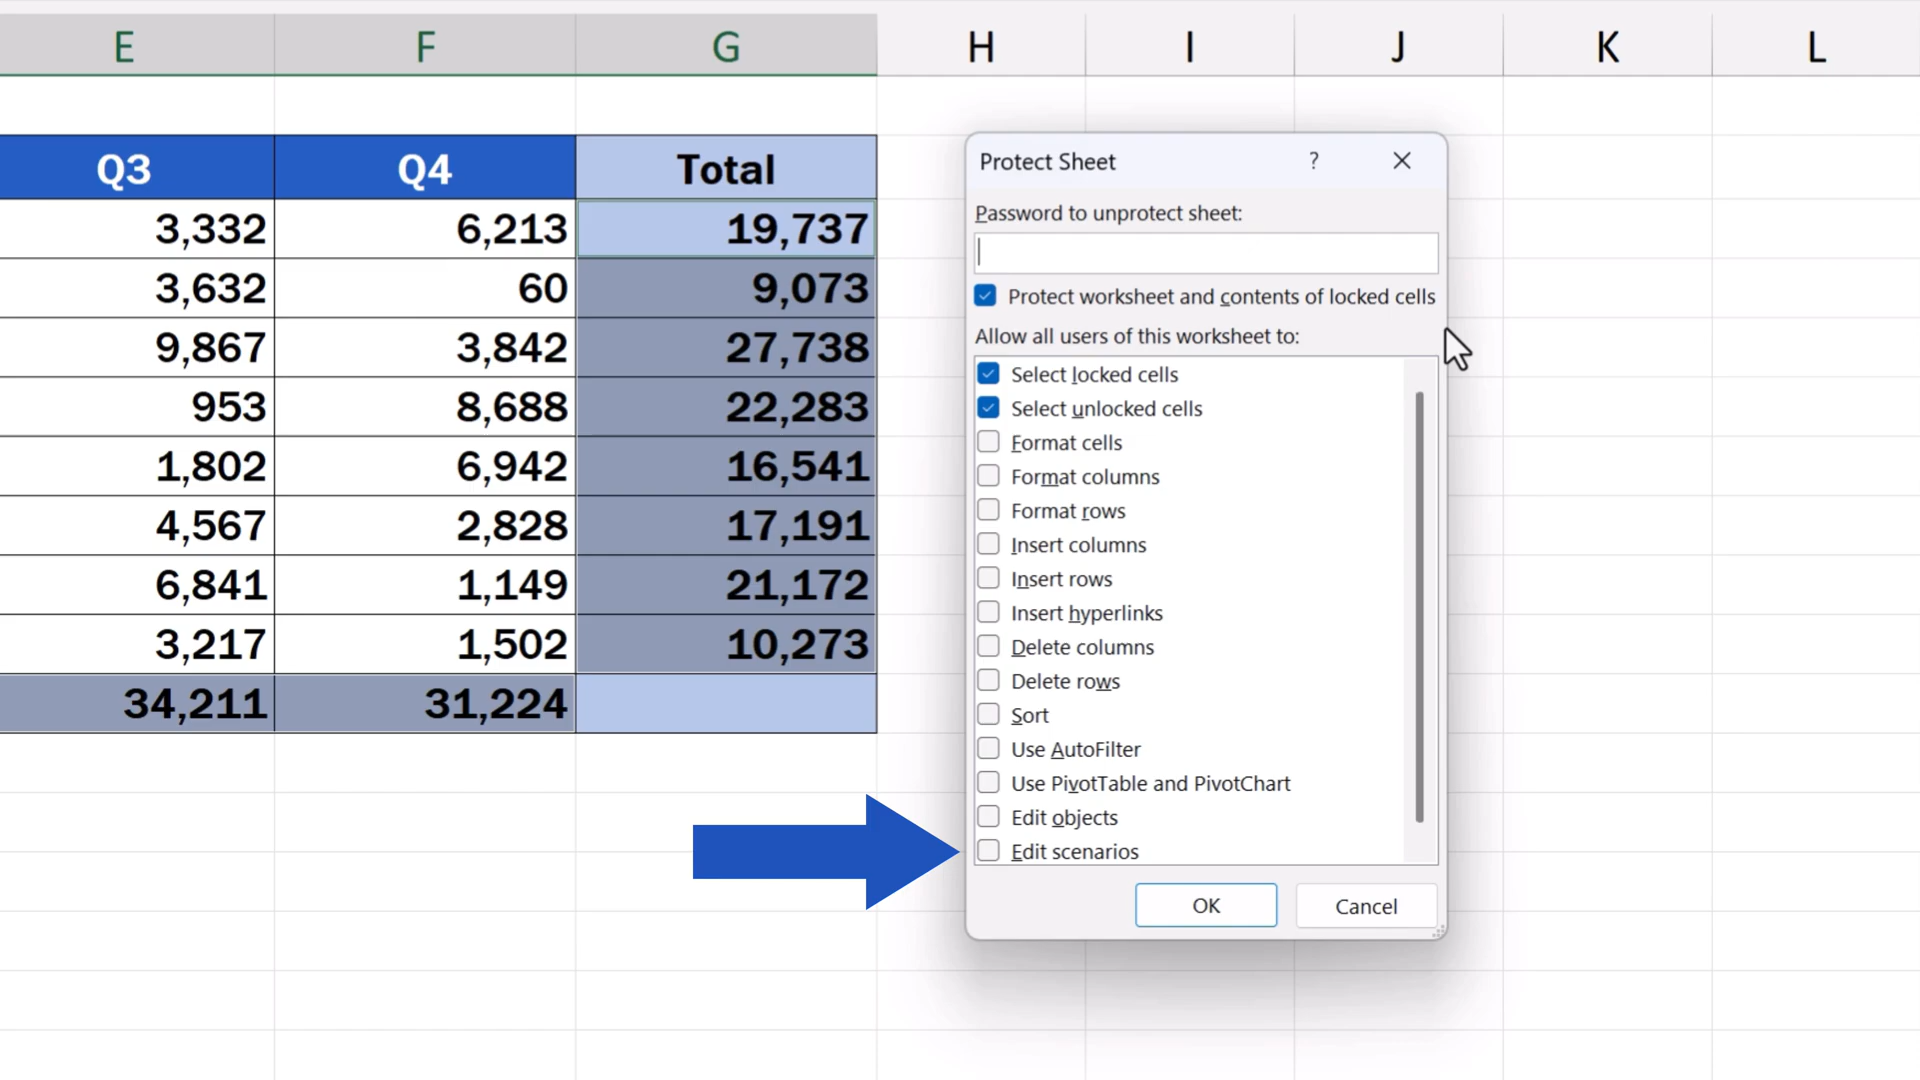 E F G H I J K L
Q3 Q4 Total
3,332 6,213 19,737
3,632 60 9,073
9,867 3,842 27,738
953 8,688 22,283
1,802 6,942 16,541
4,567 2,828 17,191
6,841 1,149 21,172
3,217 1,502 10,273
34,211 31,224
Protect Sheet ?
Password to unprotect sheet:
Protect worksheet and contents of locked cells
Allow all users of this worksheet to:
Select locked cells
Select unlocked cells
Format cells
Format columns
Format rows
Insert columns
Insert rows
Insert hyperlinks
Delete columns
Delete rows
Sort
Use AutoFilter
Use PivotTable and PivotChart
Edit objects
Edit scenarios
OK Cancel